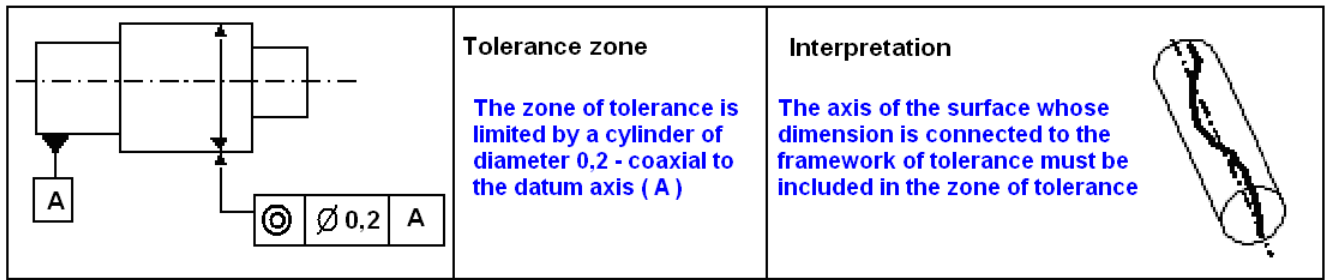 A
◎ Ø 0,2 A
Tolerance zone
The zone of tolerance is
limited by a cylinder of
diameter 0,2 - coaxial to
the datum axis ( A )
Interpretation
The axis of the surface whose
dimension is connected to the
framework of tolerance must be
included in the zone of tolerance